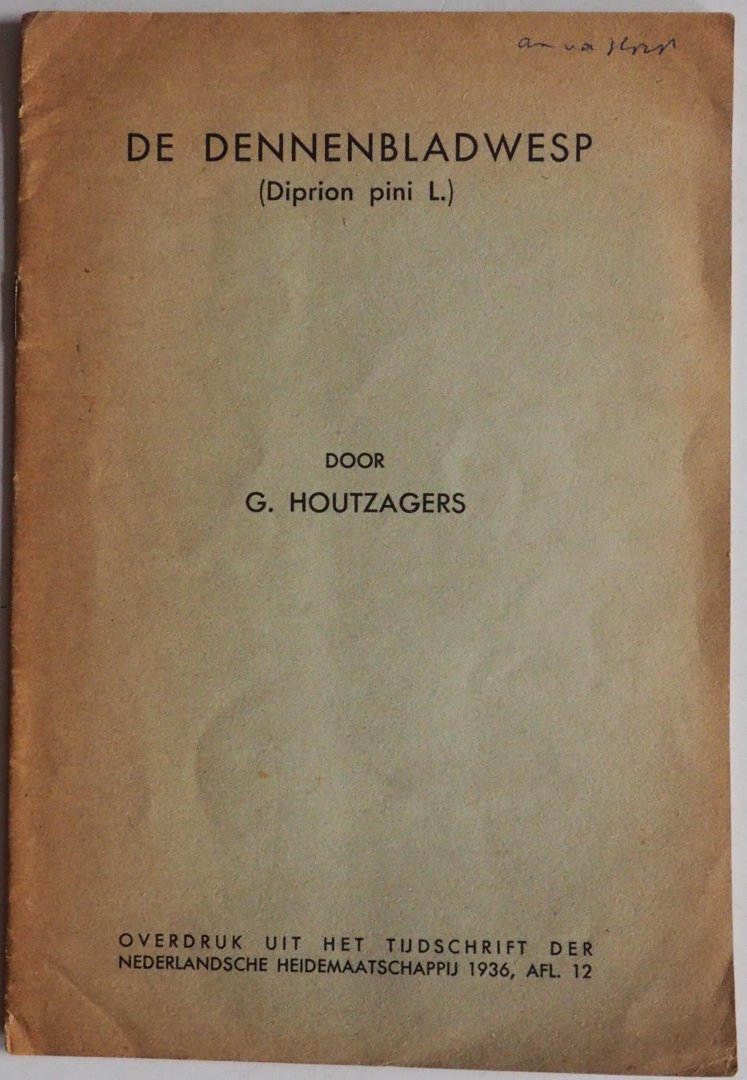 DE DENNENBLADWESP
(Diprion pini L.)
DOOR
G. HOUTZAGERS
OVERDRUK UIT HET TIJDSCHRIFT DER
NEDERLANDSCHE HEIDEMAATSCHAPPIJ 1936, AFL. 12